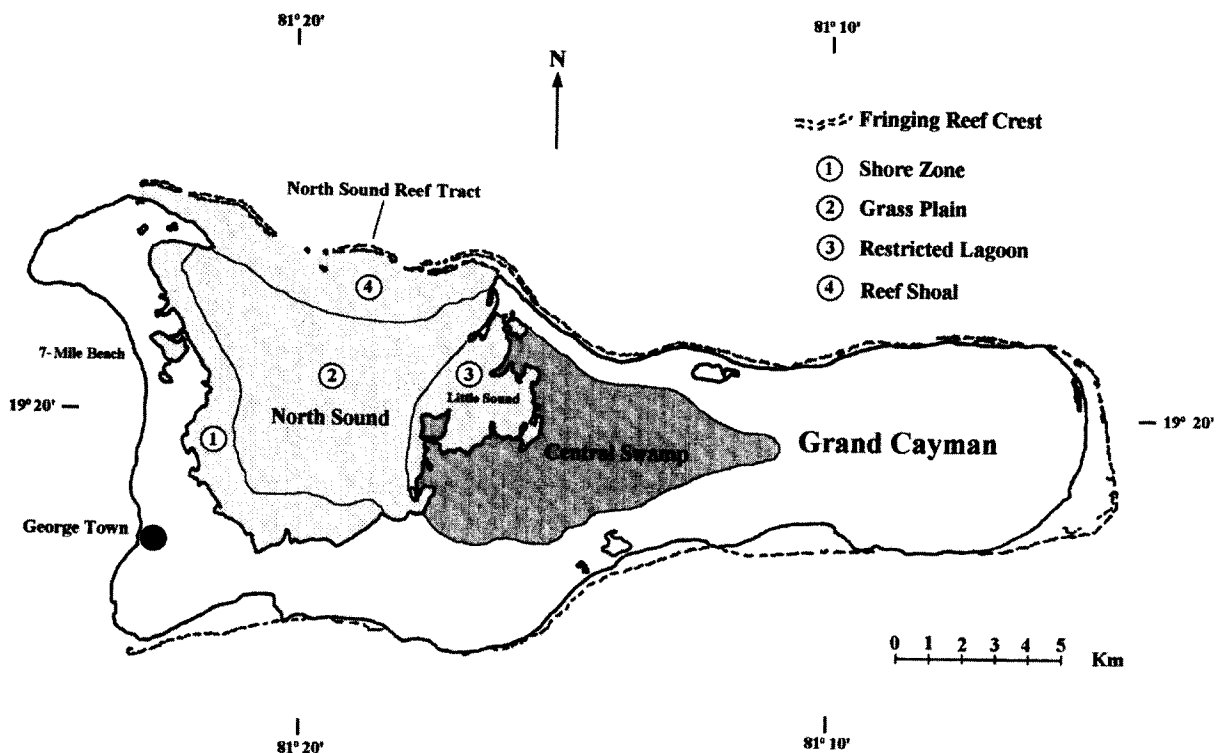 81° 20'
81° 10'
N
Fringing Reef Crest
1 Shore Zone
2 Grass Plain
3 Restricted Lagoon
4 Reef Shoal
North Sound Reef Tract
4
7-Mile Beach
2
3
Little Sound
19° 20'
North Sound
19° 20'
1
Central Swamp
Grand Cayman
George Town
0 1 2 3 4 5
Km
81° 20'
81° 10'